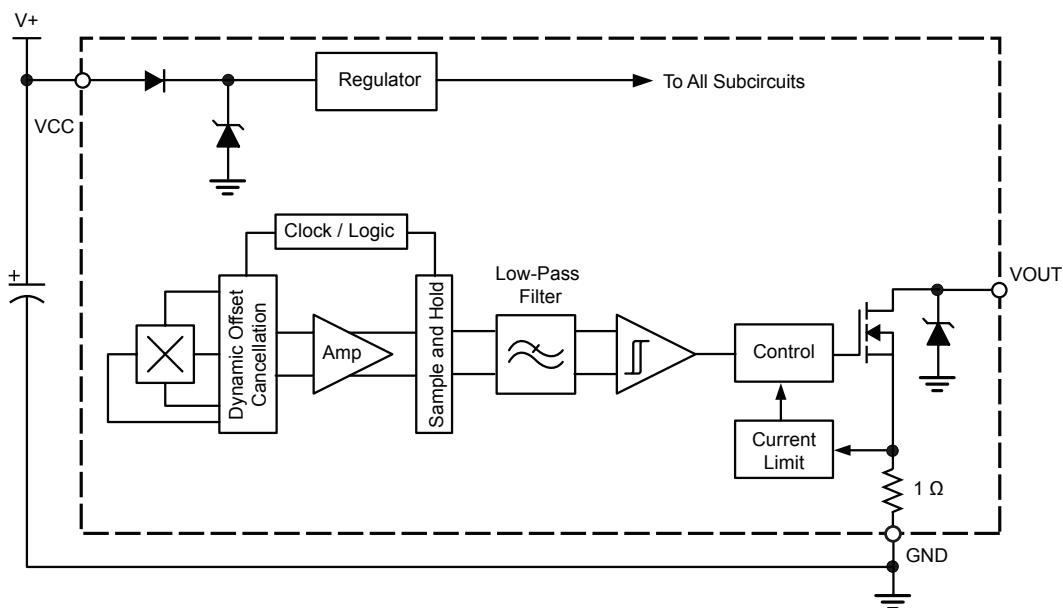 V+
VCC
Regulator
To All Subcircuits
Clock / Logic
Dynamic Offset
Cancellation
Amp
Sample and Hold
Low-Pass
Filter
Control
Current
Limit
VOUT
1 Ω
GND
+